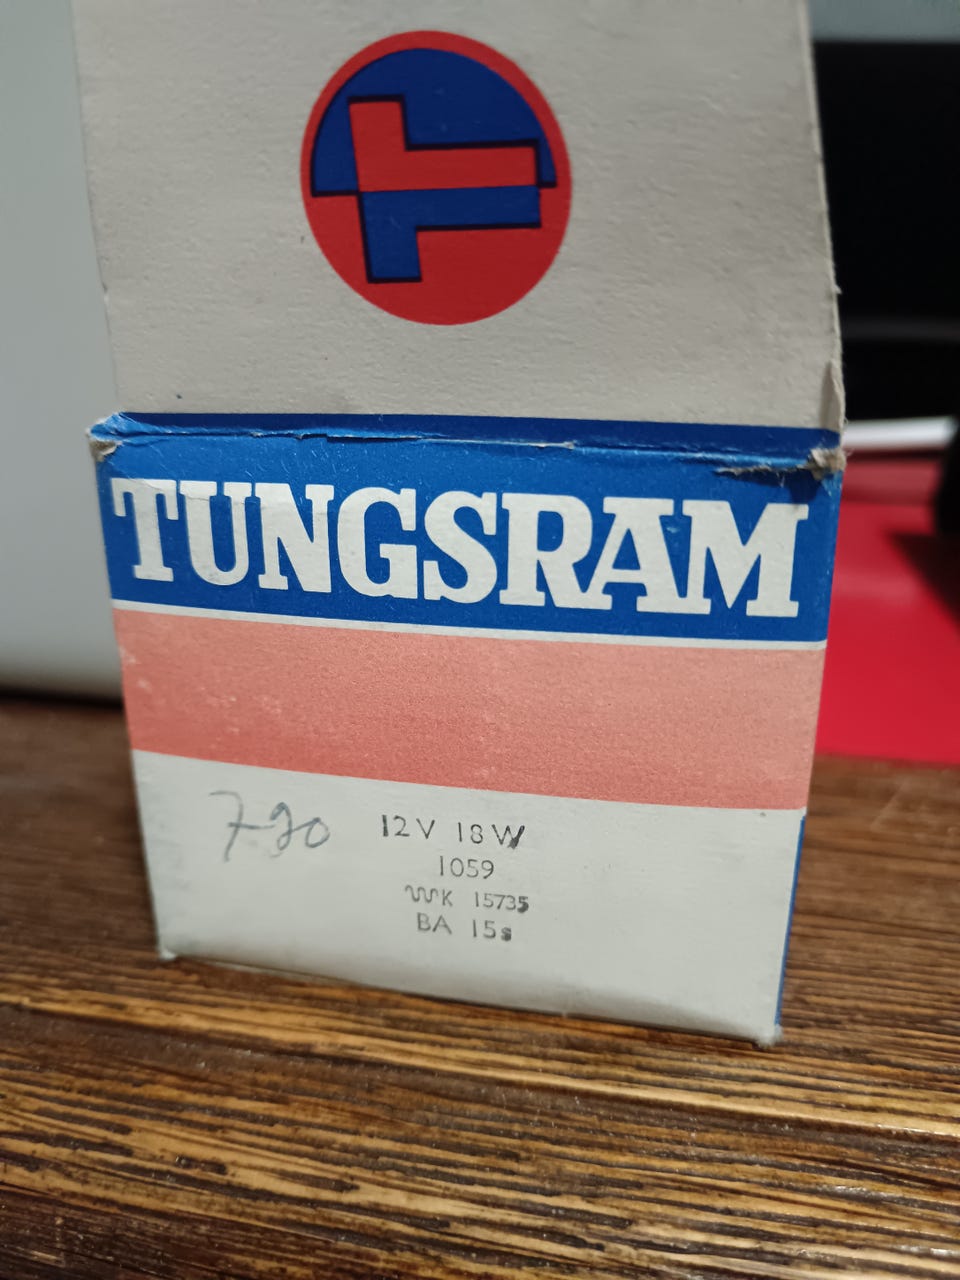 TUNGSRAM
7-20
12V 18W
1059
K 15735
BA 15s